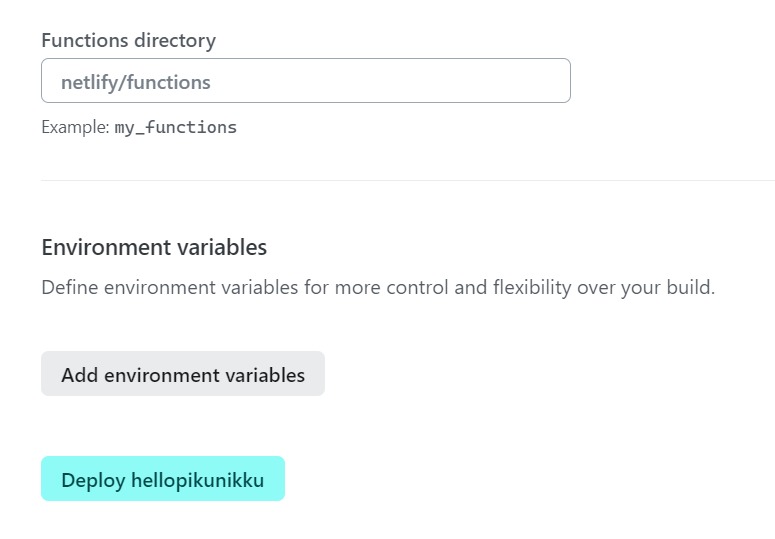 Functions directory
netlify/functions
Example: my_functions
Environment variables
Define environment variables for more control and flexibility over your build.
Add environment variables
Deploy hellopikunikku